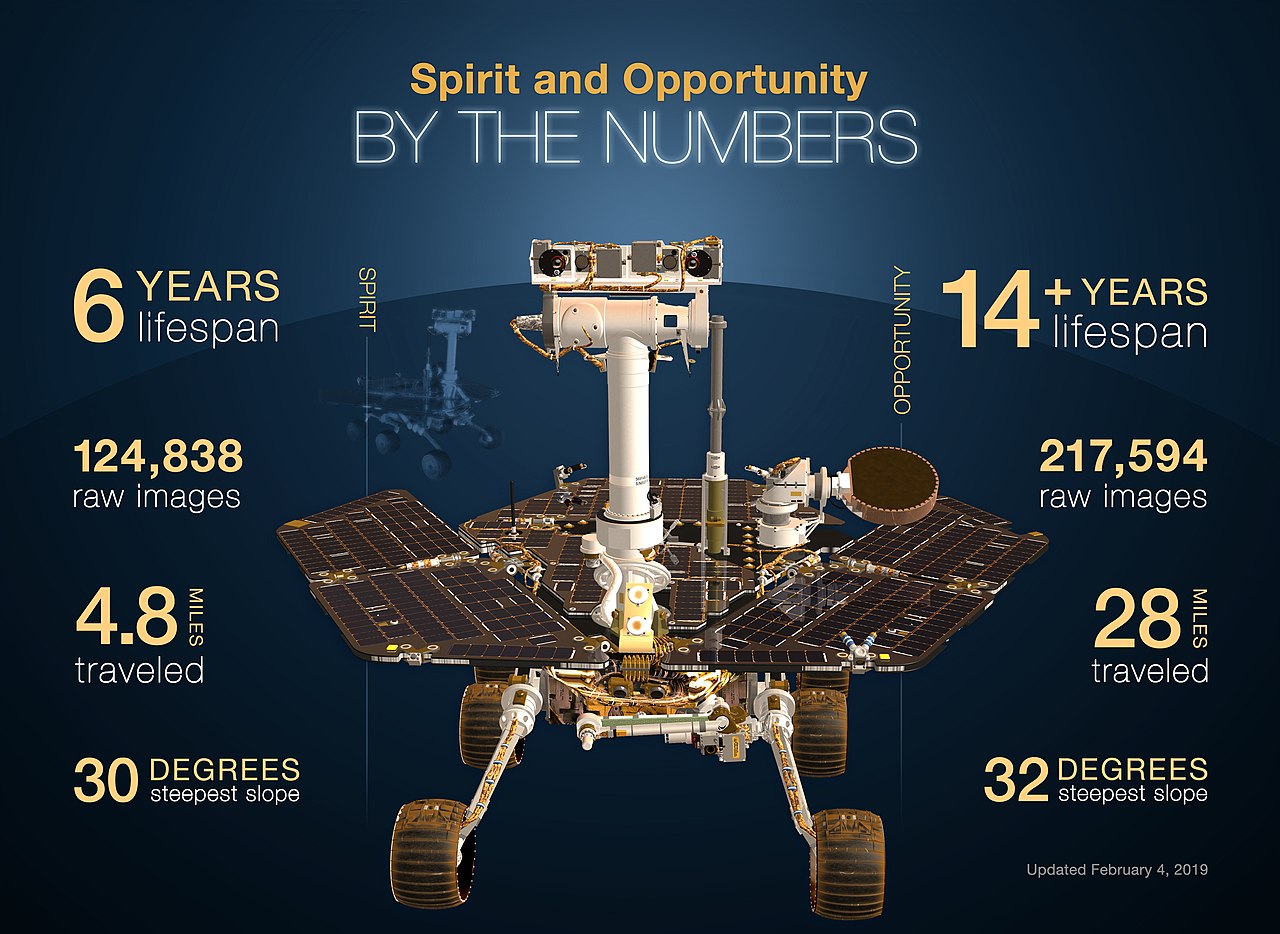 Spirit and Opportunity
BY THE NUMBERS
SPIRIT
6 YEARS
lifespan
124,838
raw images
4.8 MILES
traveled
30 DEGREES
steepest slope
OPPORTUNITY
14+ YEARS
lifespan
217,594
raw images
28 MILES
traveled
32 DEGREES
steepest slope
Updated February 4, 2019